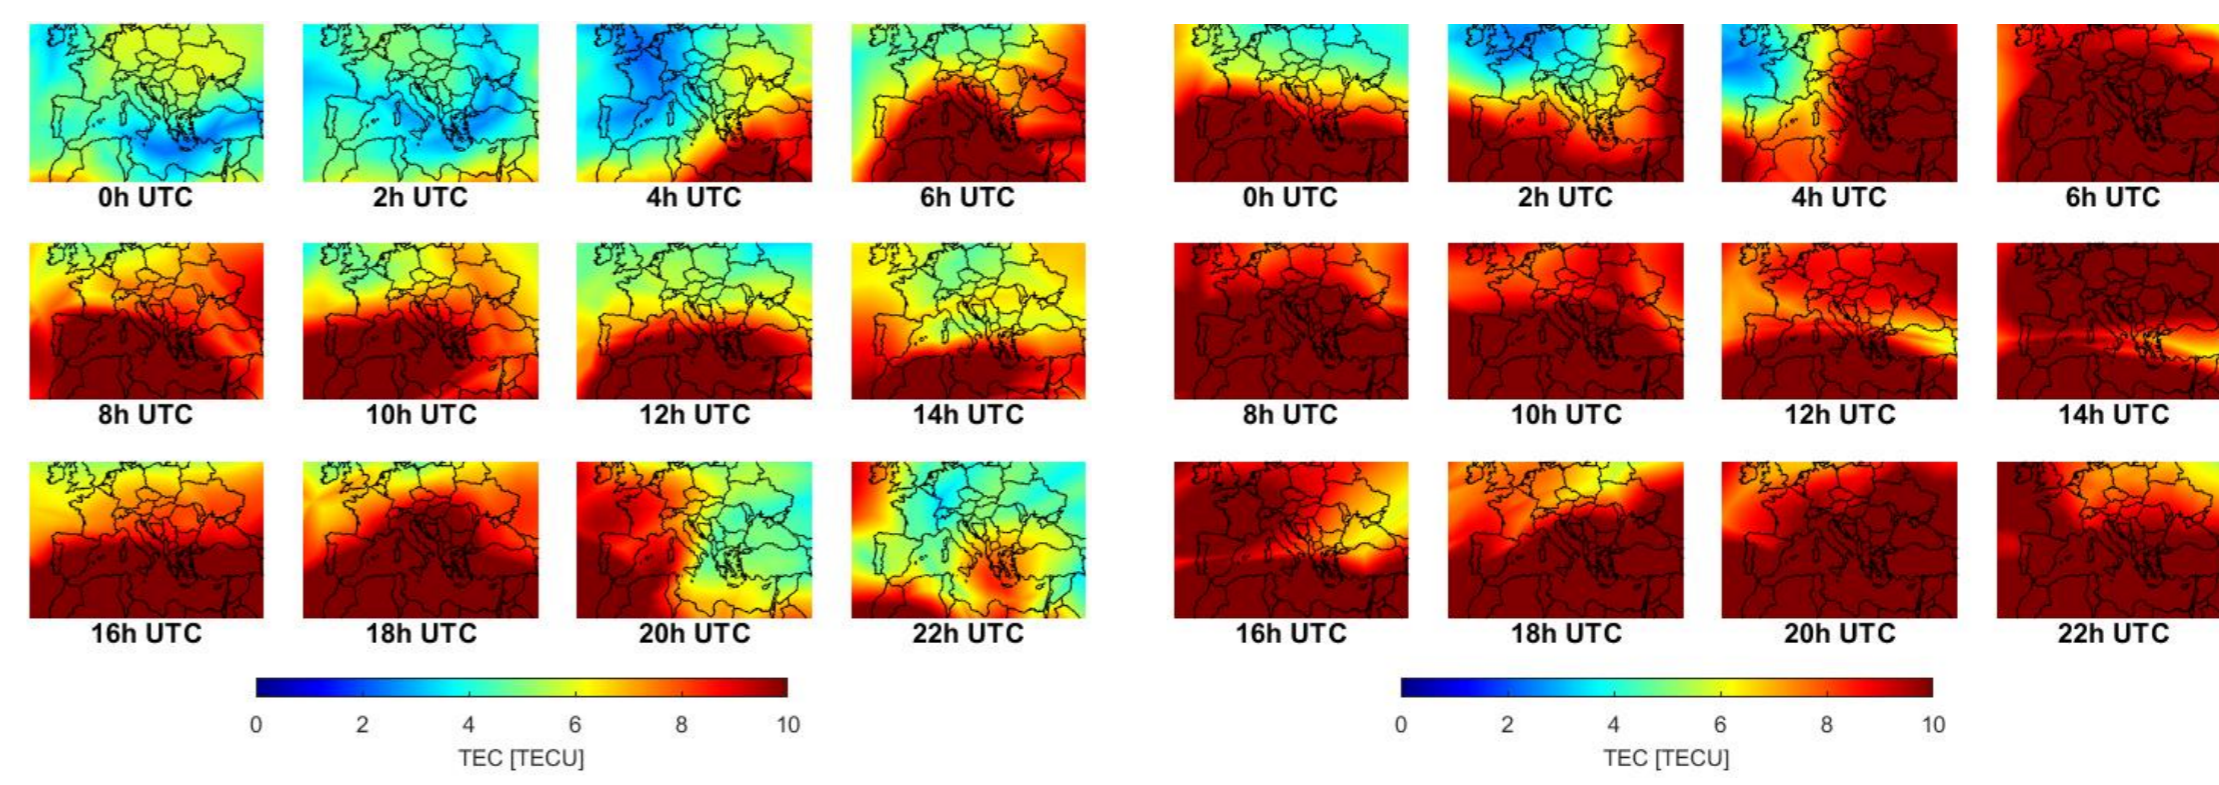 0h UTC 2h UTC 4h UTC 6h UTC 0h UTC 2h UTC 4h UTC 6h UTC
8h UTC 10h UTC 12h UTC 14h UTC 8h UTC 10h UTC 12h UTC 14h UTC
16h UTC 18h UTC 20h UTC 22h UTC 16h UTC 18h UTC 20h UTC 22h UTC
0 2 4 6 8 10 0 2 4 6 8 10
TEC [TECU] TEC [TECU]